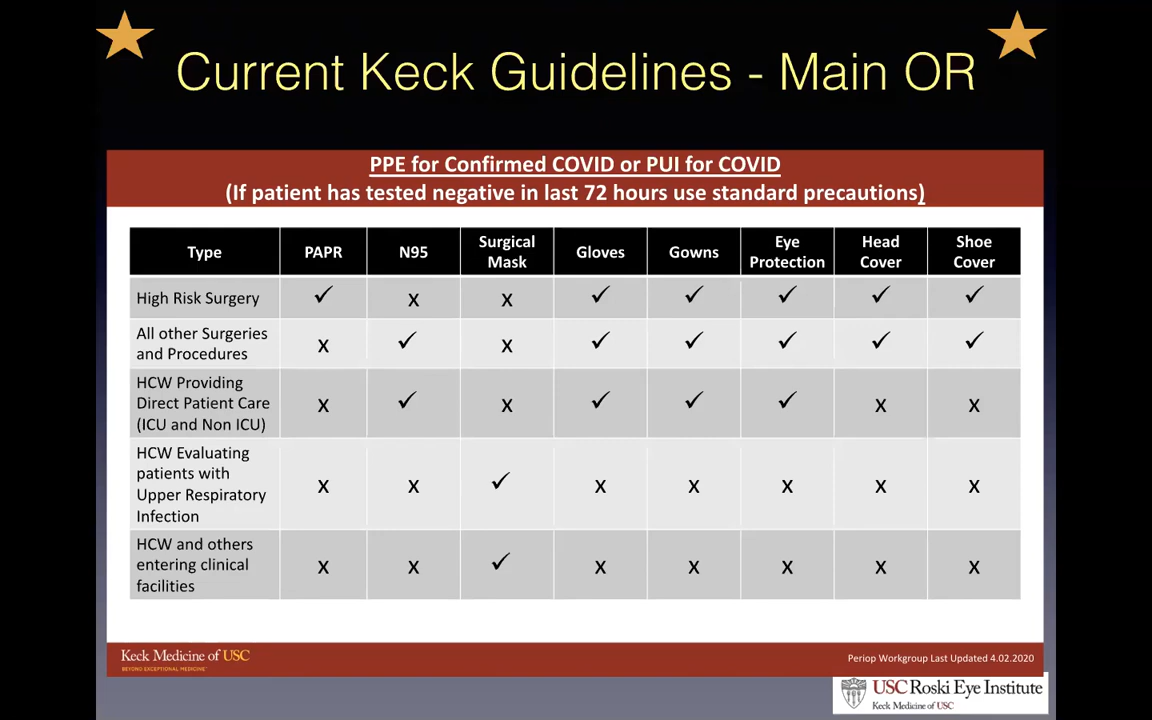 Current Keck Guidelines - Main OR
PPE for Confirmed COVID or PUI for COVID
(If patient has tested negative in last 72 hours use standard precautions)
Type PAPR N95 Surgical Mask Gloves Gowns Eye Protection Head Cover Shoe Cover
High Risk Surgery ✓ x x ✓ ✓ ✓ ✓ ✓
All other Surgeries and Procedures x ✓ x ✓ ✓ ✓ ✓ ✓
HCW Providing Direct Patient Care (ICU and Non ICU) x ✓ x ✓ ✓ ✓ x x
HCW Evaluating patients with Upper Respiratory Infection x x ✓ x x x x x
HCW and others entering clinical facilities x x ✓ x x x x x
Keck Medicine of USC
BEYOND EXCEPTIONAL MEDICINE™
Periop Workgroup Last Updated 4.02.2020
USC Roski Eye Institute
Keck Medicine of USC